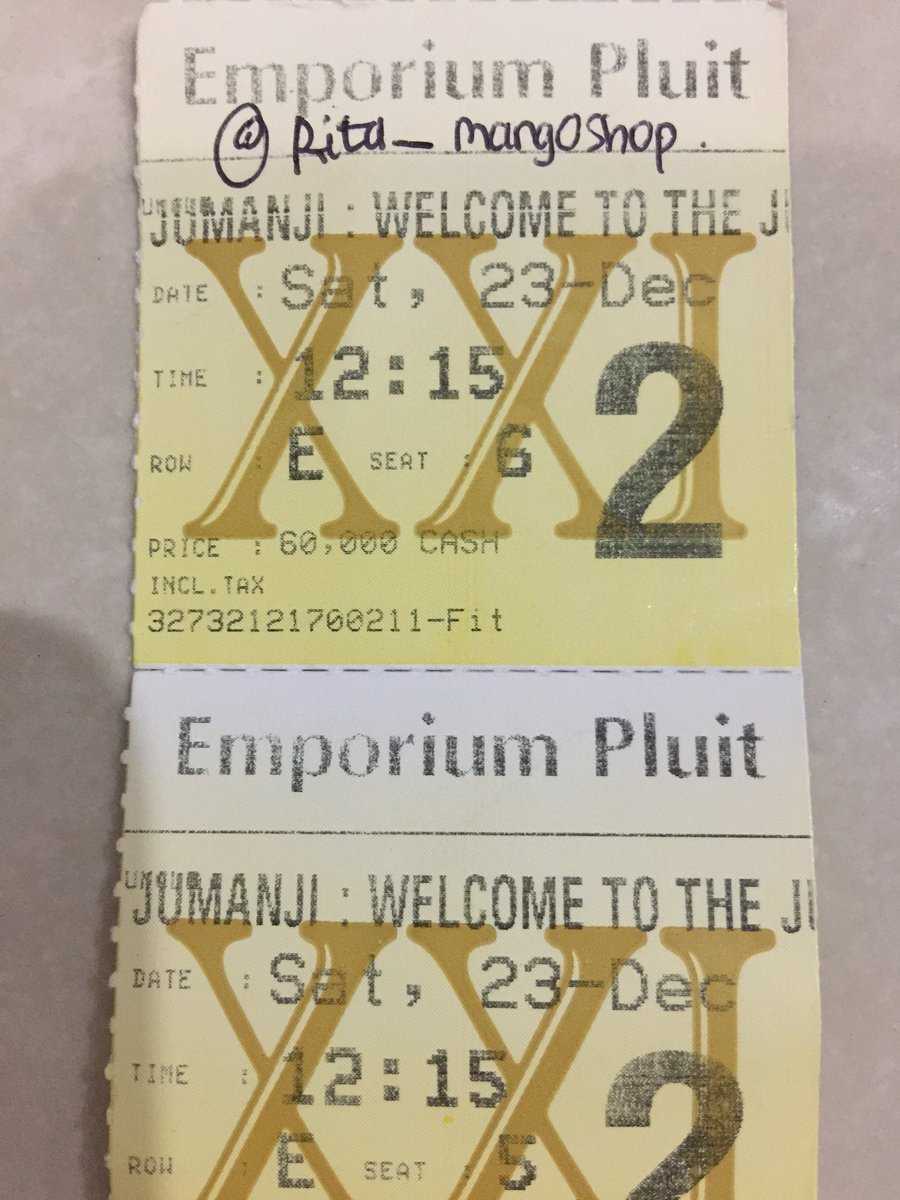 Emporium Pluit
@ Rita_mangoshop.
JUMANJI : WELCOME TO THE J
DATE : Sat, 23-Dec
TIME : 12:15
2
ROW : E SEAT : 6
PRICE : 60,000 CASH
INCL.TAX
32732121700211-Fit
XXI
Emporium Pluit
JUMANJI : WELCOME TO THE JU
DATE : Sat, 23-Dec
TIME : 12:15
2
ROW : E SEAT : 5
XXI